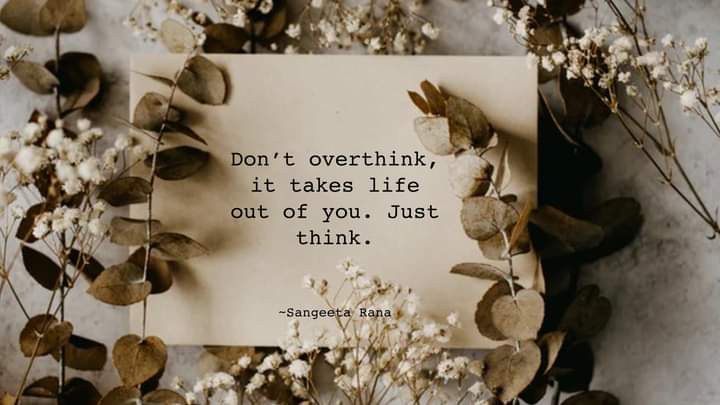 Don't overthink,
it takes life
out of you. Just
think.
~Sangeeta Rana